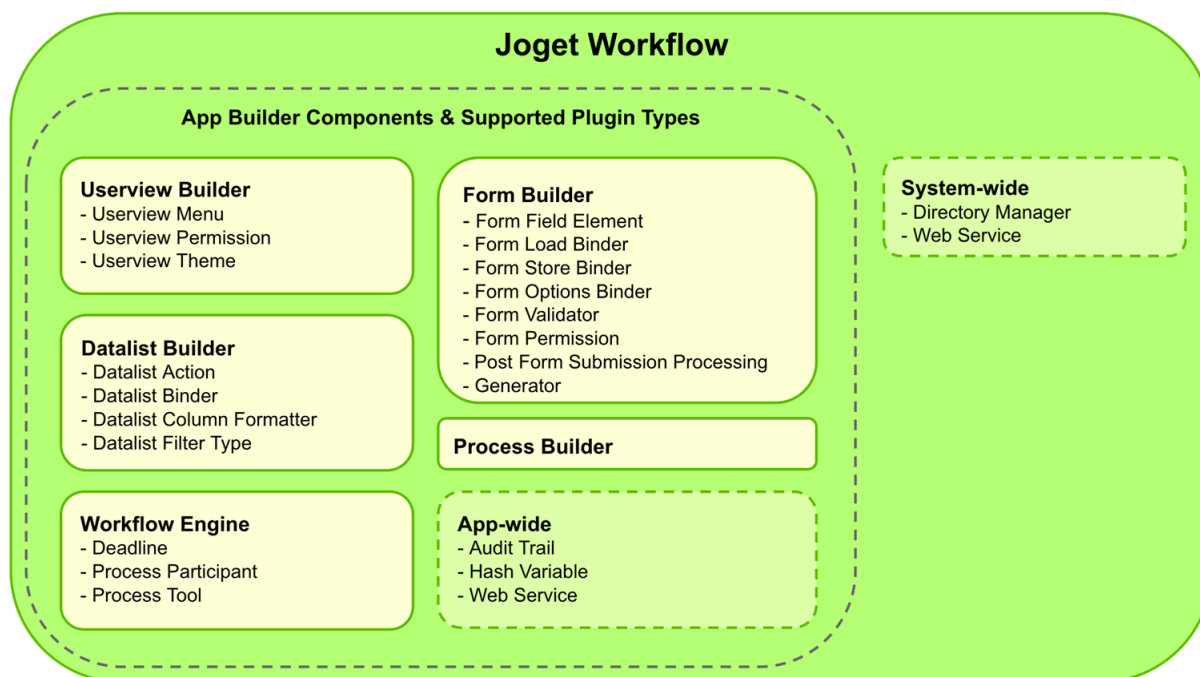 Joget Workflow
App Builder Components & Supported Plugin Types
Userview Builder
- Userview Menu
- Userview Permission
- Userview Theme
Datalist Builder
- Datalist Action
- Datalist Binder
- Datalist Column Formatter
- Datalist Filter Type
Workflow Engine
- Deadline
- Process Participant
- Process Tool
Form Builder
- Form Field Element
- Form Load Binder
- Form Store Binder
- Form Options Binder
- Form Validator
- Form Permission
- Post Form Submission Processing
- Generator
Process Builder
App-wide
- Audit Trail
- Hash Variable
- Web Service
System-wide
- Directory Manager
- Web Service